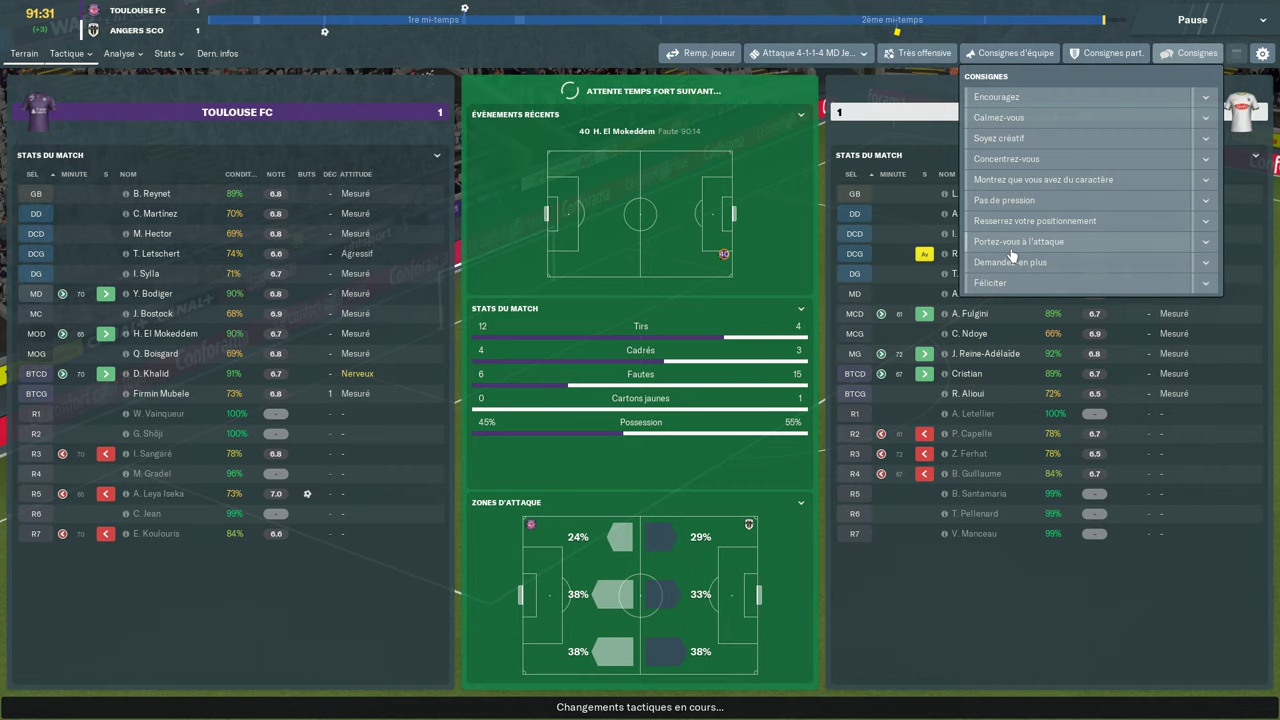 91:31
(+3)
TOULOUSE FC 1
ANGERS SCO 1
1re mi-temps
2ème mi-temps
Pause
Terrain Tactique Analyse Stats Dern. infos
Remp. joueur Attaque 4-1-1-4 MD Je... Très offensive Consignes d'équipe Consignes part. Consignes
CONSIGNES
Encouragez
Calmez-vous
Soyez créatif
Concentrez-vous
Montrez que vous avez du caractère
Pas de pression
Resserrez votre positionnement
Portez-vous à l'attaque
Demandez-en plus
Féliciter
TOULOUSE FC 1
STATS DU MATCH
SÉL MINUTE S NOM CONDIT... NOTE BUTS DÉC ATTITUDE
GB B. Reynet 89% 6.8 - Mesuré
DD C. Martínez 70% 6.8 - Mesuré
DCD M. Hector 69% 6.8 - Mesuré
DCG T. Letschert 74% 6.6 - Agressif
DG I. Sylla 71% 6.7 - Mesuré
MD 70 Y. Bodiger 90% 6.8 - Mesuré
MC J. Bostock 68% 6.9 - Mesuré
MOD 65 H. El Mokeddem 90% 6.7 - Mesuré
MOG Q. Boisgard 69% 6.8 - Mesuré
BTCD 70 D. Khalid 91% 6.7 - Nerveux
BTCG Firmin Mubele 73% 6.8 1 Mesuré
R1 W. Vainqueur 100% - - -
R2 G. Shōji 100% - - -
R3 70 I. Sangaré 78% 6.8 - -
R4 M. Gradel 96% - - -
R5 65 A. Leya Iseka 73% 7.0 - -
R6 C. Jean 99% - - -
R7 70 E. Koulouris 84% 6.6 - -
ATTENTE TEMPS FORT SUIVANT...
ÉVÈNEMENTS RÉCENTS
40 H. El Mokeddem Faute 90:14
40
STATS DU MATCH
12 Tirs 4
4 Cadrés 3
6 Fautes 15
0 Cartons jaunes 1
45% Possession 55%
ZONES D'ATTAQUE
24% 29%
38% 33%
38% 38%
1
STATS DU MATCH
SÉL MINUTE S NOM
GB L.
DD A.
DCD I.
DCG Av R
DG T.
MD
MCD 61 A. Fulgini 89% 6.7 - Mesuré
MCG C. Ndoye 66% 6.9 - Mesuré
MG 72 J. Reine-Adélaïde 92% 6.8 - Mesuré
BTCD 67 Cristian 89% 6.7 - Mesuré
BTCG R. Alioui 72% 6.5 - Mesuré
R1 A. Letellier 100% - - -
R2 61 P. Capelle 78% 6.7 - -
R3 72 Z. Ferhat 78% 6.5 - -
R4 67 B. Guillaume 84% 6.7 - -
R5 B. Santamaria 99% - - -
R6 T. Pellenard 99% - - -
R7 V. Manceau 99% - - -
Changements tactiques en cours...